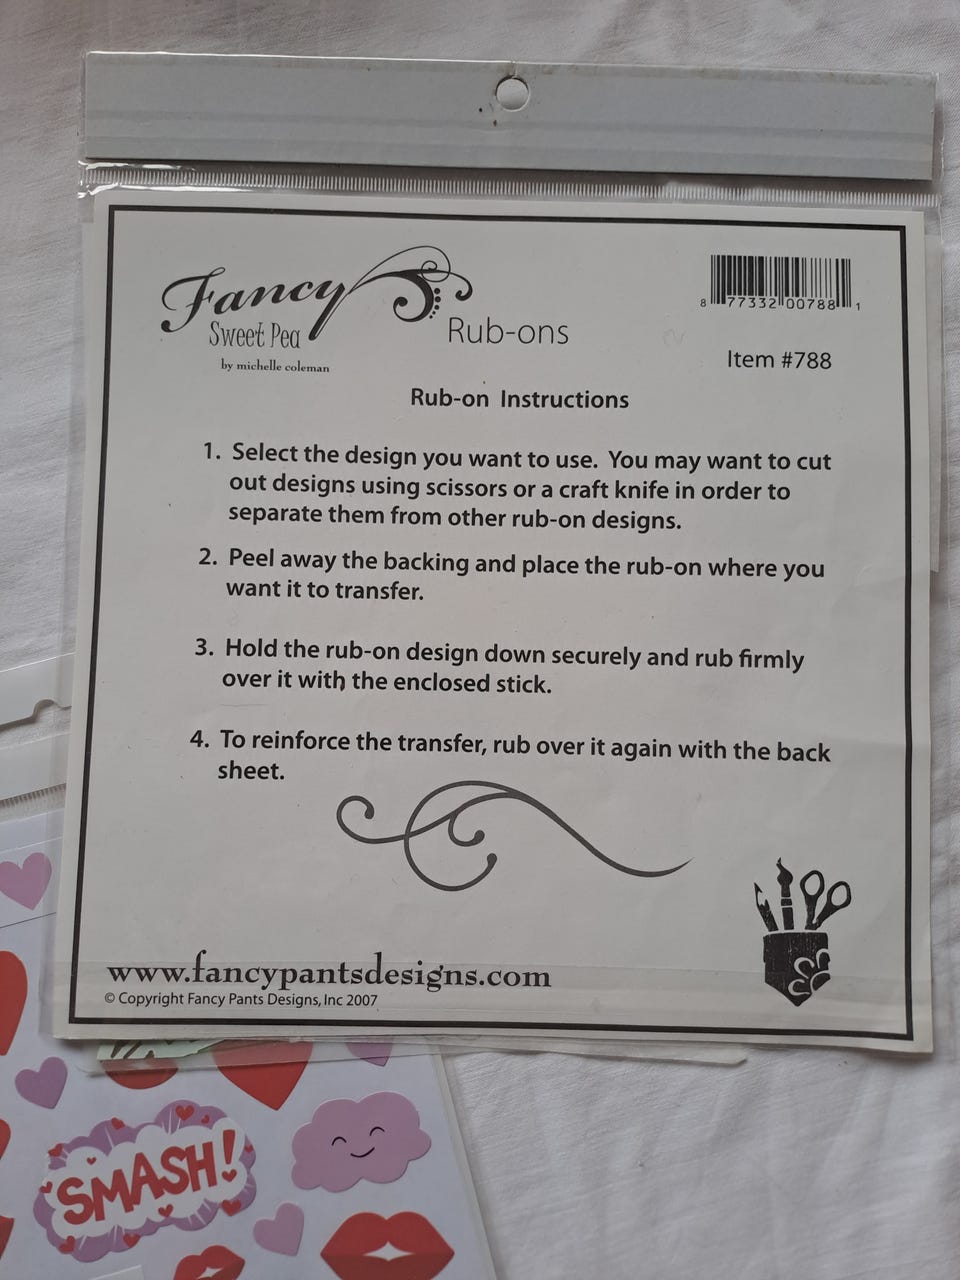 Fancy
Sweet Pea
by michelle coleman
Rub-ons
8 77332 00788 1
Item #788
Rub-on Instructions
1. Select the design you want to use. You may want to cut
out designs using scissors or a craft knife in order to
separate them from other rub-on designs.
2. Peel away the backing and place the rub-on where you
want it to transfer.
3. Hold the rub-on design down securely and rub firmly
over it with the enclosed stick.
4. To reinforce the transfer, rub over it again with the back
sheet.
www.fancypantsdesigns.com
© Copyright Fancy Pants Designs, Inc 2007
SMASH!